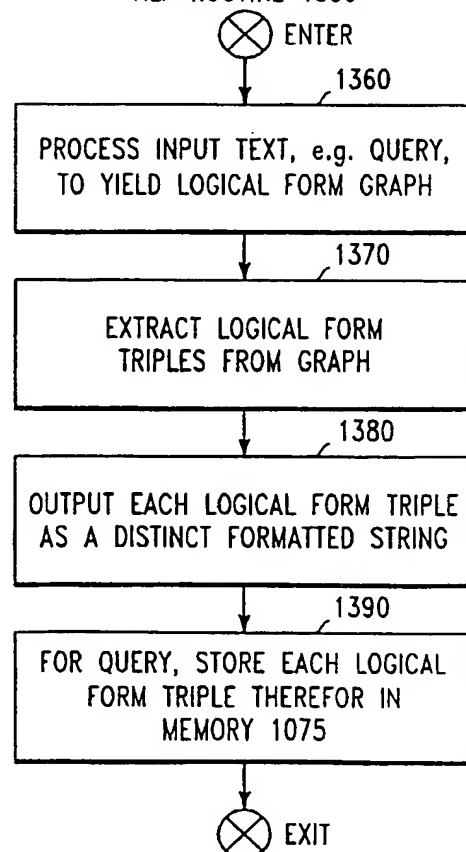 ENTER
1360
PROCESS INPUT TEXT, e.g. QUERY,
TO YIELD LOGICAL FORM GRAPH
1370
EXTRACT LOGICAL FORM
TRIPLES FROM GRAPH
1380
OUTPUT EACH LOGICAL FORM TRIPLE
AS A DISTINCT FORMATTED STRING
1390
FOR QUERY, STORE EACH LOGICAL
FORM TRIPLE THEREFOR IN
MEMORY 1075
EXIT